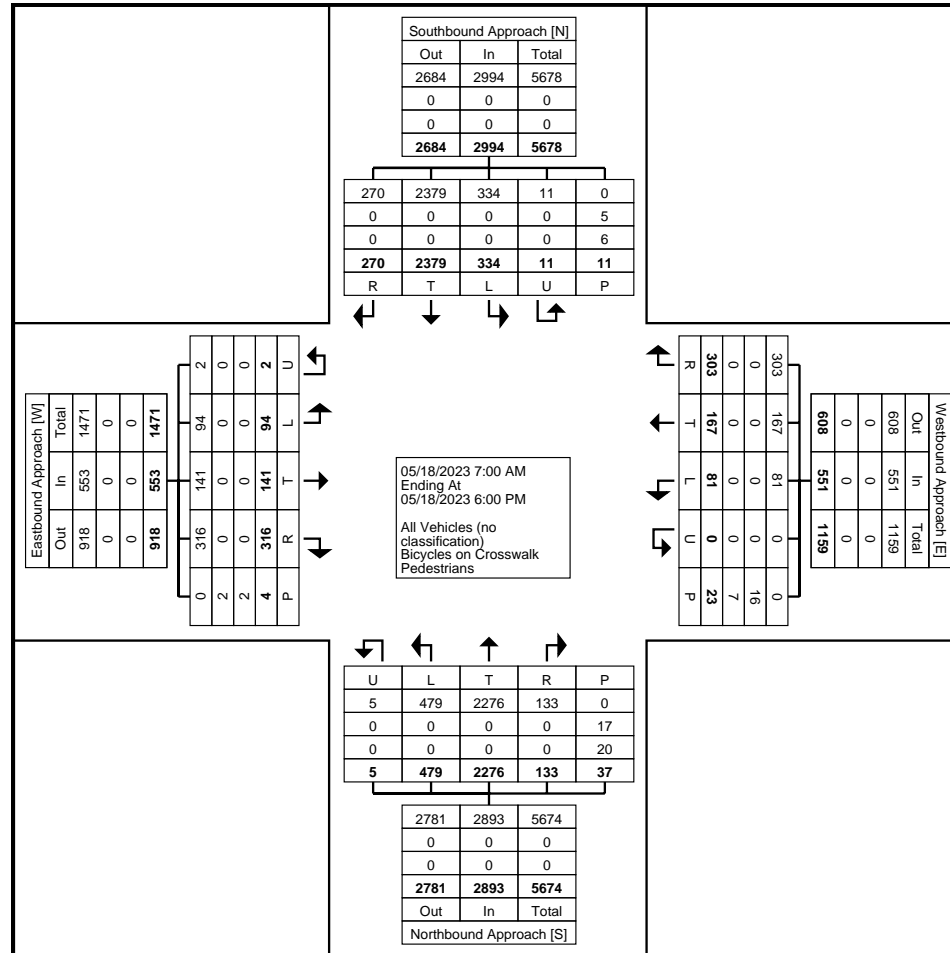 Southbound Approach [N]
Out In Total
2684 2994 5678
0 0 0
0 0 0
2684 2994 5678
270 2379 334 11 0
0 0 0 0 5
0 0 0 0 6
270 2379 334 11 11
R T L U P
Eastbound Approach [W]
Total In Out
1471 553 918
0 0 0
0 0 0
1471 553 918
2 94 141 316 0
0 0 0 0 2
0 0 0 0 2
2 94 141 316 4
U L T R P
05/18/2023 7:00 AM
Ending At
05/18/2023 6:00 PM
All Vehicles (no
classification)
Bicycles on Crosswalk
Pedestrians
Westbound Approach [E]
Out In Total
608 551 1159
0 0 0
0 0 0
608 551 1159
303 167 81 0 0
0 0 0 0 16
0 0 0 0 7
303 167 81 0 23
R T L U P
U L T R P
5 479 2276 133 0
0 0 0 0 17
0 0 0 0 20
5 479 2276 133 37
2781 2893 5674
0 0 0
0 0 0
2781 2893 5674
Out In Total
Northbound Approach [S]